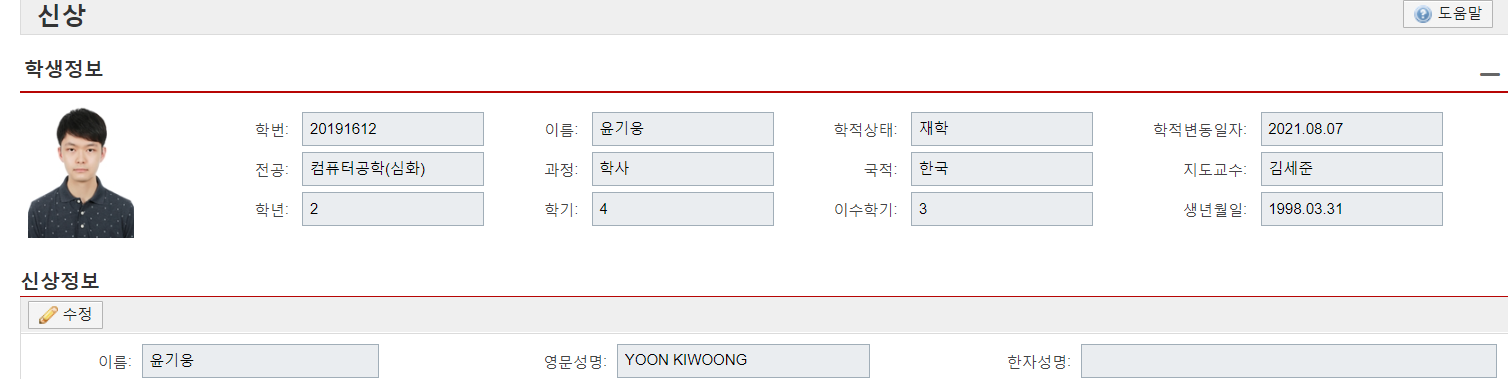 신상
도움말
학생정보
학번: 20191612 이름: 윤기웅 학적상태: 재학 학적변동일자: 2021.08.07
전공: 컴퓨터공학(심화) 과정: 학사 국적: 한국 지도교수: 김세준
학년: 2 학기: 4 이수학기: 3 생년월일: 1998.03.31
신상정보
수정
이름: 윤기웅 영문성명: YOON KIWOONG 한자성명: